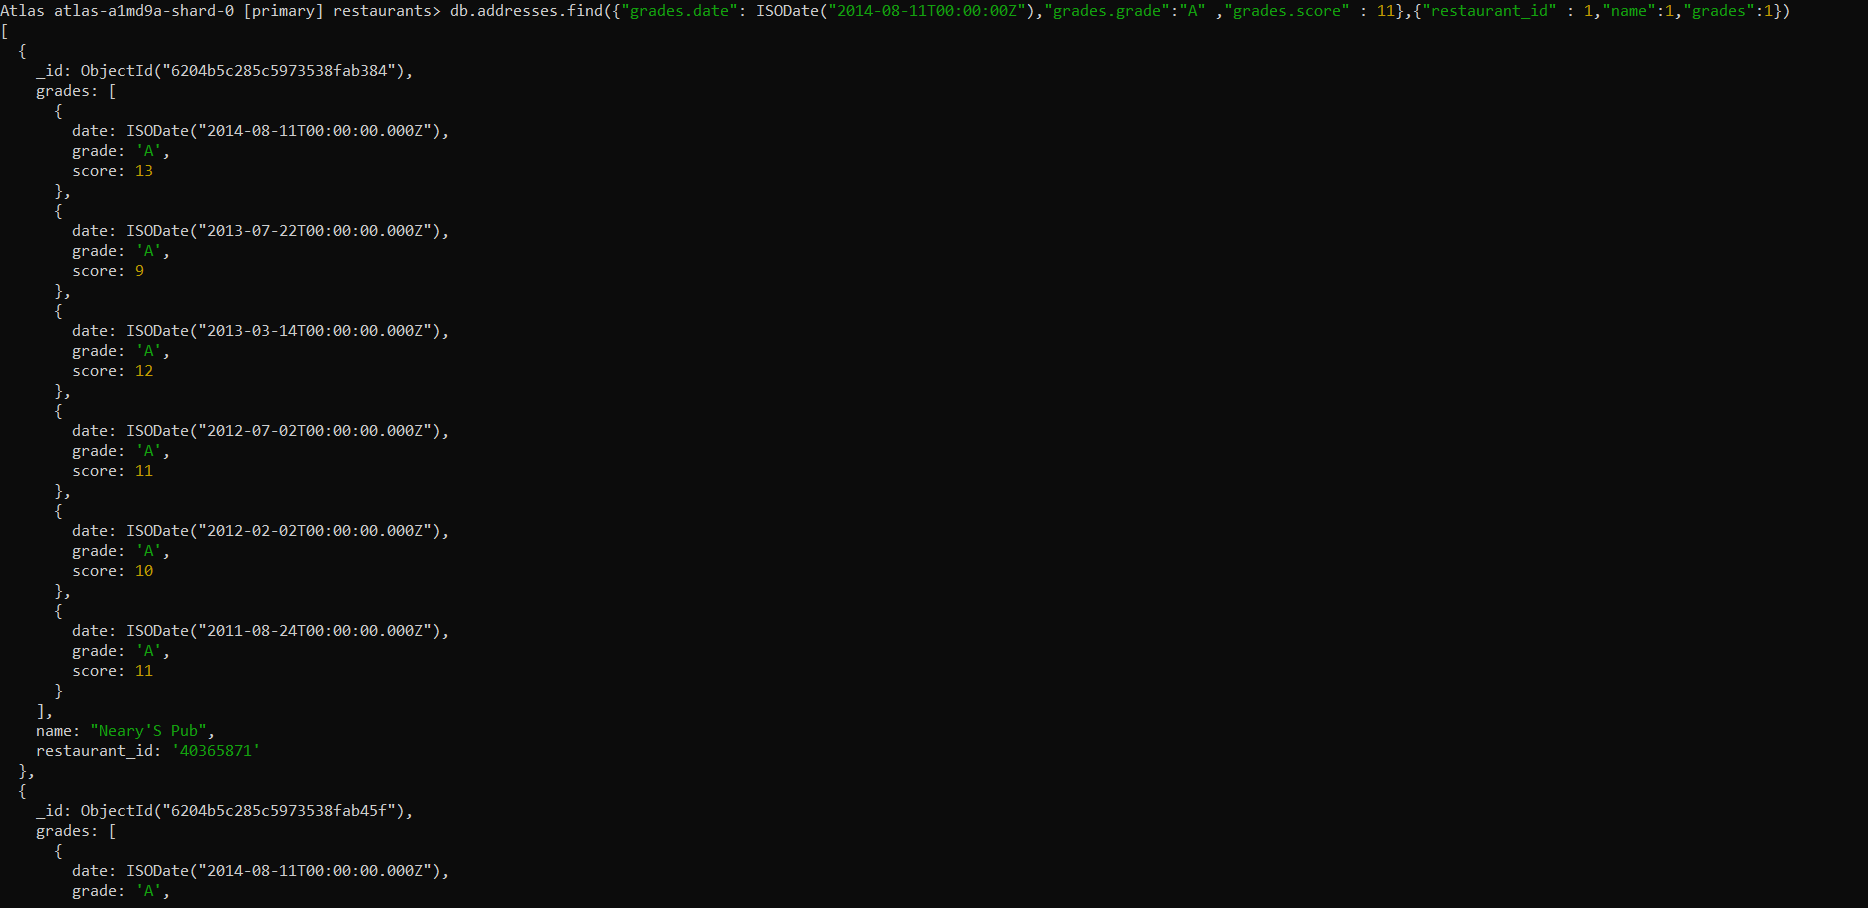 Atlas atlas-a1md9a-shard-0 [primary] restaurants> db.addresses.find({"grades.date": ISODate("2014-08-11T00:00:00Z"),"grades.grade":"A" ,"grades.score" : 11},{"restaurant_id" : 1,"name":1,"grades":1})
[
  {
    _id: ObjectId("6204b5c285c5973538fab384"),
    grades: [
      {
        date: ISODate("2014-08-11T00:00:00.000Z"),
        grade: 'A',
        score: 13
      },
      {
        date: ISODate("2013-07-22T00:00:00.000Z"),
        grade: 'A',
        score: 9
      },
      {
        date: ISODate("2013-03-14T00:00:00.000Z"),
        grade: 'A',
        score: 12
      },
      {
        date: ISODate("2012-07-02T00:00:00.000Z"),
        grade: 'A',
        score: 11
      },
      {
        date: ISODate("2012-02-02T00:00:00.000Z"),
        grade: 'A',
        score: 10
      },
      {
        date: ISODate("2011-08-24T00:00:00.000Z"),
        grade: 'A',
        score: 11
      }
    ],
    name: "Neary'S Pub",
    restaurant_id: '40365871'
  },
  {
    _id: ObjectId("6204b5c285c5973538fab45f"),
    grades: [
      {
        date: ISODate("2014-08-11T00:00:00.000Z"),
        grade: 'A',